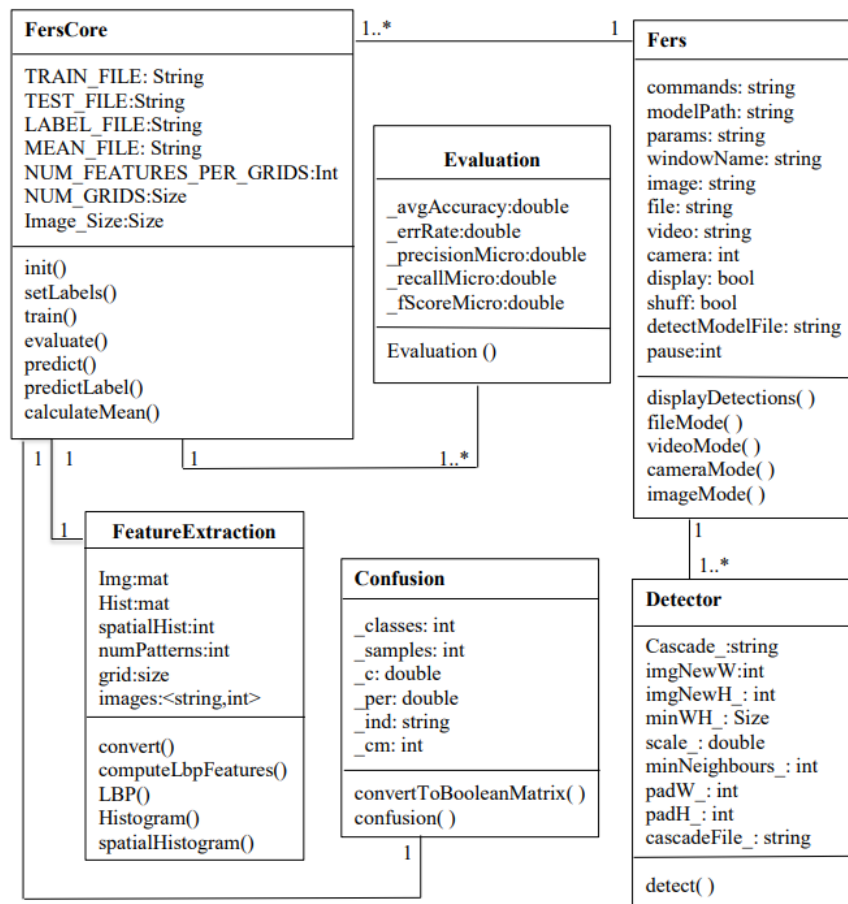 FersCore
TRAIN_FILE: String
TEST_FILE:String
LABEL_FILE:String
MEAN_FILE: String
NUM_FEATURES_PER_GRIDS:Int
NUM_GRIDS:Size
Image_Size:Size
init()
setLabels()
train()
evaluate()
predict()
predictLabel()
calculateMean()
1..*
1
Fers
commands: string
modelPath: string
params: string
windowName: string
image: string
file: string
video: string
camera: int
display: bool
shuff: bool
detectModelFile: string
pause:int
displayDetections( )
fileMode( )
videoMode( )
cameraMode( )
imageMode( )
Evaluation
_avgAccuracy:double
_errRate:double
_precisionMicro:double
_recallMicro:double
_fScoreMicro:double
Evaluation ()
1
1
1
1..*
1
FeatureExtraction
Img:mat
Hist:mat
spatialHist:int
numPatterns:int
grid:size
images:<string,int>
convert()
computeLbpFeatures()
LBP()
Histogram()
spatialHistogram()
Confusion
_classes: int
_samples: int
_c: double
_per: double
_ind: string
_cm: int
convertToBooleanMatrix( )
confusion( )
1
1
1..*
Detector
Cascade_:string
imgNewW:int
imgNewH_: int
minWH_: Size
scale_: double
minNeighbours_: int
padW_: int
padH_: int
cascadeFile_: string
detect( )